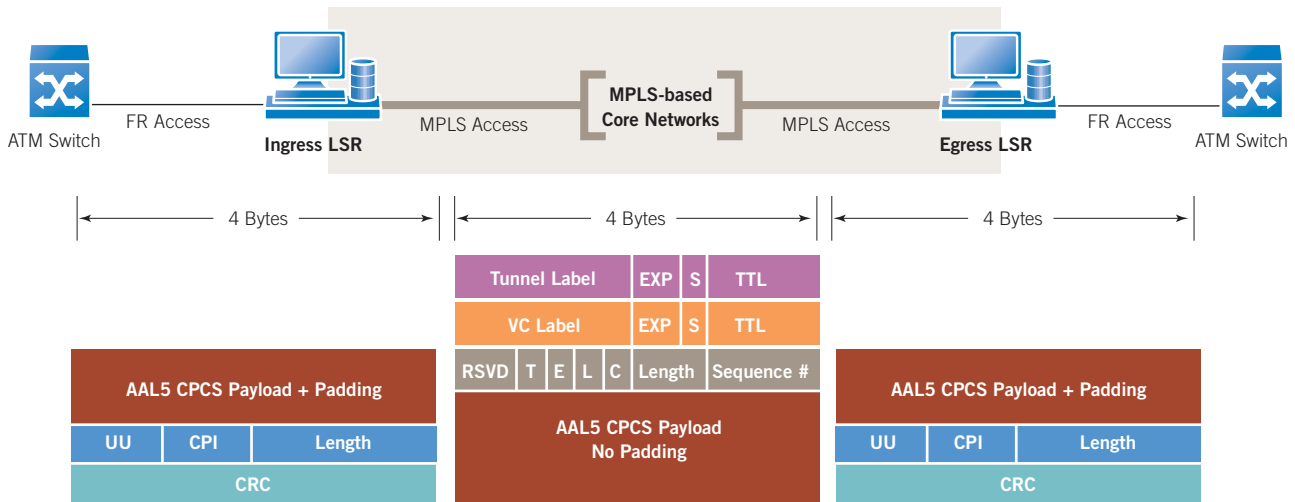 MPLS-based
Core Networks
FR Access
MPLS Access
MPLS Access
FR Access
ATM Switch
Ingress LSR
Egress LSR
ATM Switch
4 Bytes
4 Bytes
4 Bytes
Tunnel Label EXP S TTL
VC Label EXP S TTL
RSVD T E L C Length Sequence #
AAL5 CPCS Payload + Padding
UU CPI Length
CRC
AAL5 CPCS Payload
No Padding
AAL5 CPCS Payload + Padding
UU CPI Length
CRC